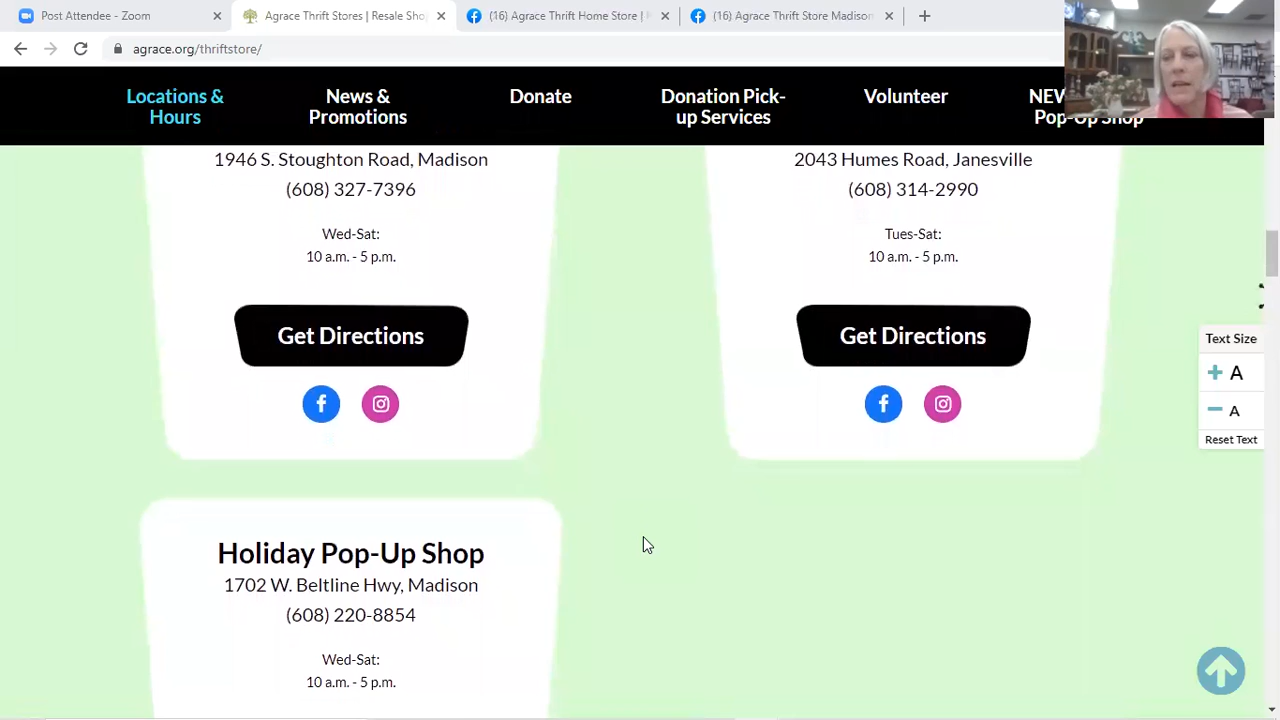 Post Attendee - Zoom
Agrace Thrift Stores | Resale Sho
(16) Agrace Thrift Home Store |
(16) Agrace Thrift Store Madison
agrace.org/thriftstore/
Locations &
Hours
News &
Promotions
Donate
Donation Pick-
up Services
Volunteer
NEW
Pop-Up Shop
1946 S. Stoughton Road, Madison
(608) 327-7396
Wed-Sat:
10 a.m. - 5 p.m.
Get Directions
2043 Humes Road, Janesville
(608) 314-2990
Tues-Sat:
10 a.m. - 5 p.m.
Get Directions
Text Size
+ A
- A
Reset Text
Holiday Pop-Up Shop
1702 W. Beltline Hwy, Madison
(608) 220-8854
Wed-Sat:
10 a.m. - 5 p.m.